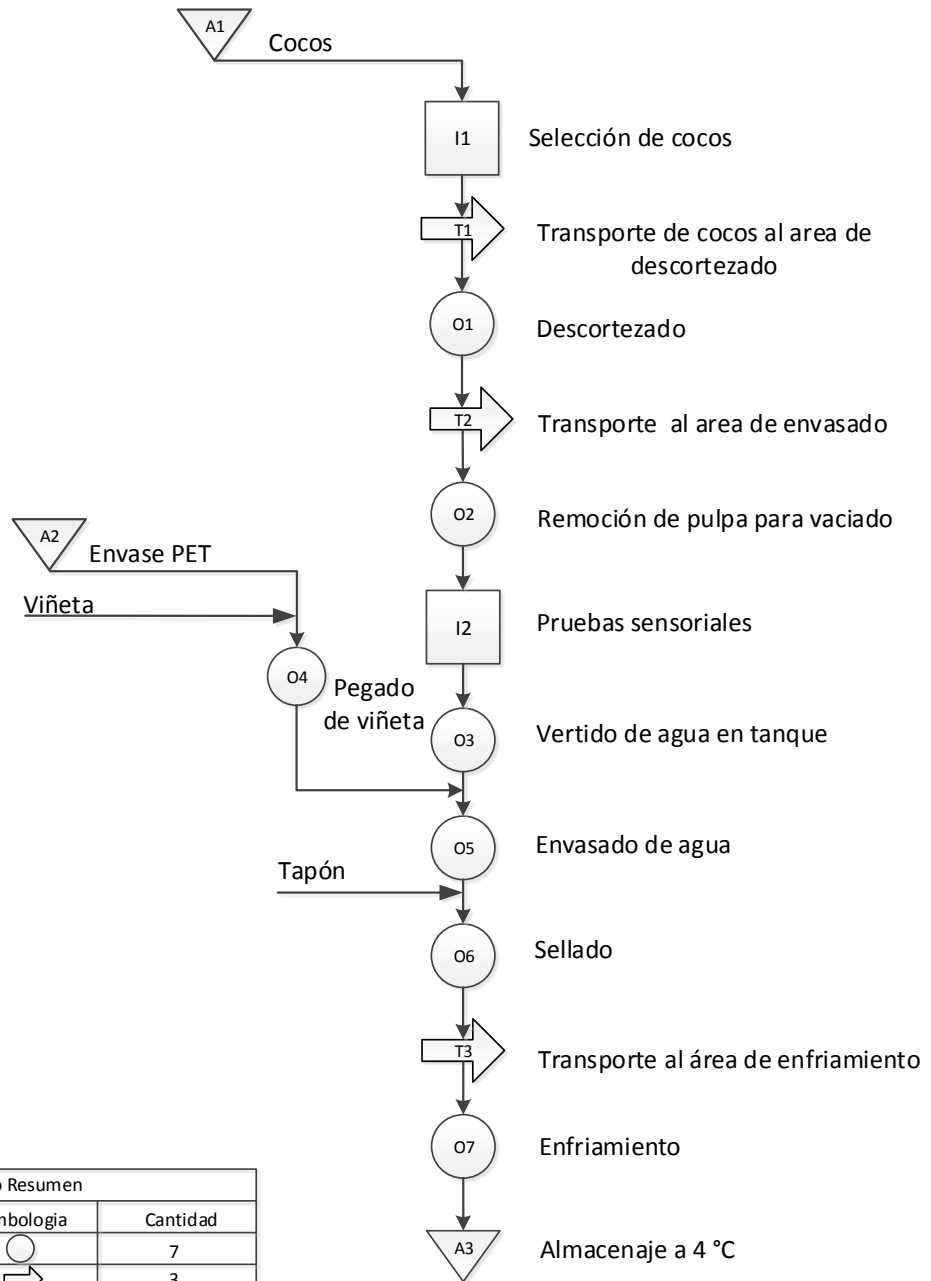 A1
Cocos
I1
Selección de cocos
T1
Transporte de cocos al area de
descortezado
O1
Descortezado
T2
Transporte al area de envasado
O2
Remoción de pulpa para vaciado
A2
Envase PET
Viñeta
I2
Pruebas sensoriales
O4
Pegado
de viñeta
O3
Vertido de agua en tanque
O5
Envasado de agua
Tapón
O6
Sellado
T3
Transporte al área de enfriamiento
O7
Enfriamiento
A3
Almacenaje a 4 °C
Resumen
Cantidad
7
3